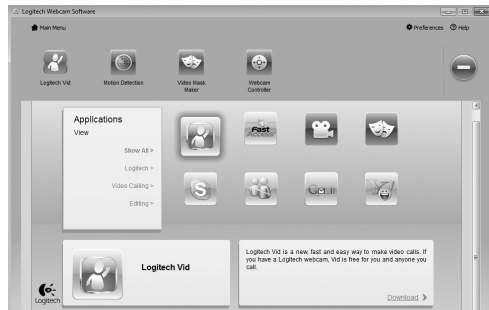 Logitech Webcam Software
Main Menu
Preferences
Help
Logitech Vid
Motion Detection
Video Mask
Maker
Webcam
Controller
Applications
View
Show All >
Logitech >
Video Calling >
Editing >
Fast
Access
S
Logitech Vid
Logitech Vid is a new, fast and easy way to make video calls. If
you have a Logitech webcam, Vid is free for you and anyone you
call.
Download >
Logitech